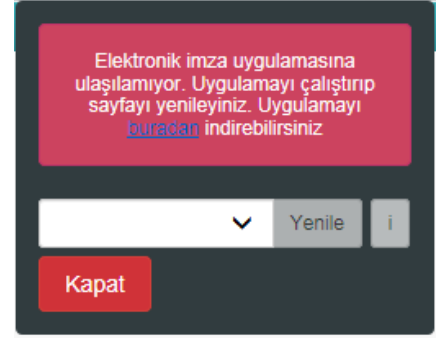 Elektronik imza uygulamasına
ulaşılamıyor. Uygulamayı çalıştırıp
sayfayı yenileyiniz. Uygulamayı
buradan indirebilirsiniz
Yenile i
Kapat